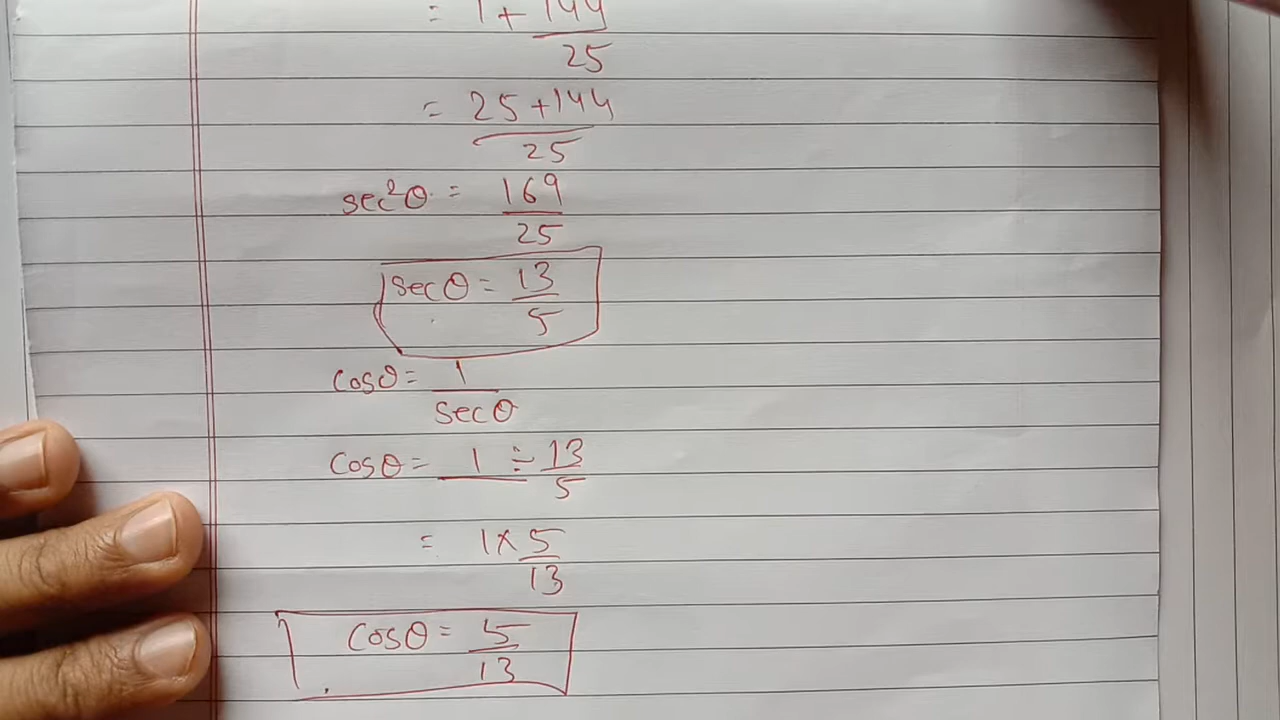 = 1 + 144/25
= 25+144/25
sec²θ = 169/25
secθ = 13/5
cosθ = 1/secθ
cosθ = 1 ÷ 13/5
= 1 × 5/13
cosθ = 5/13